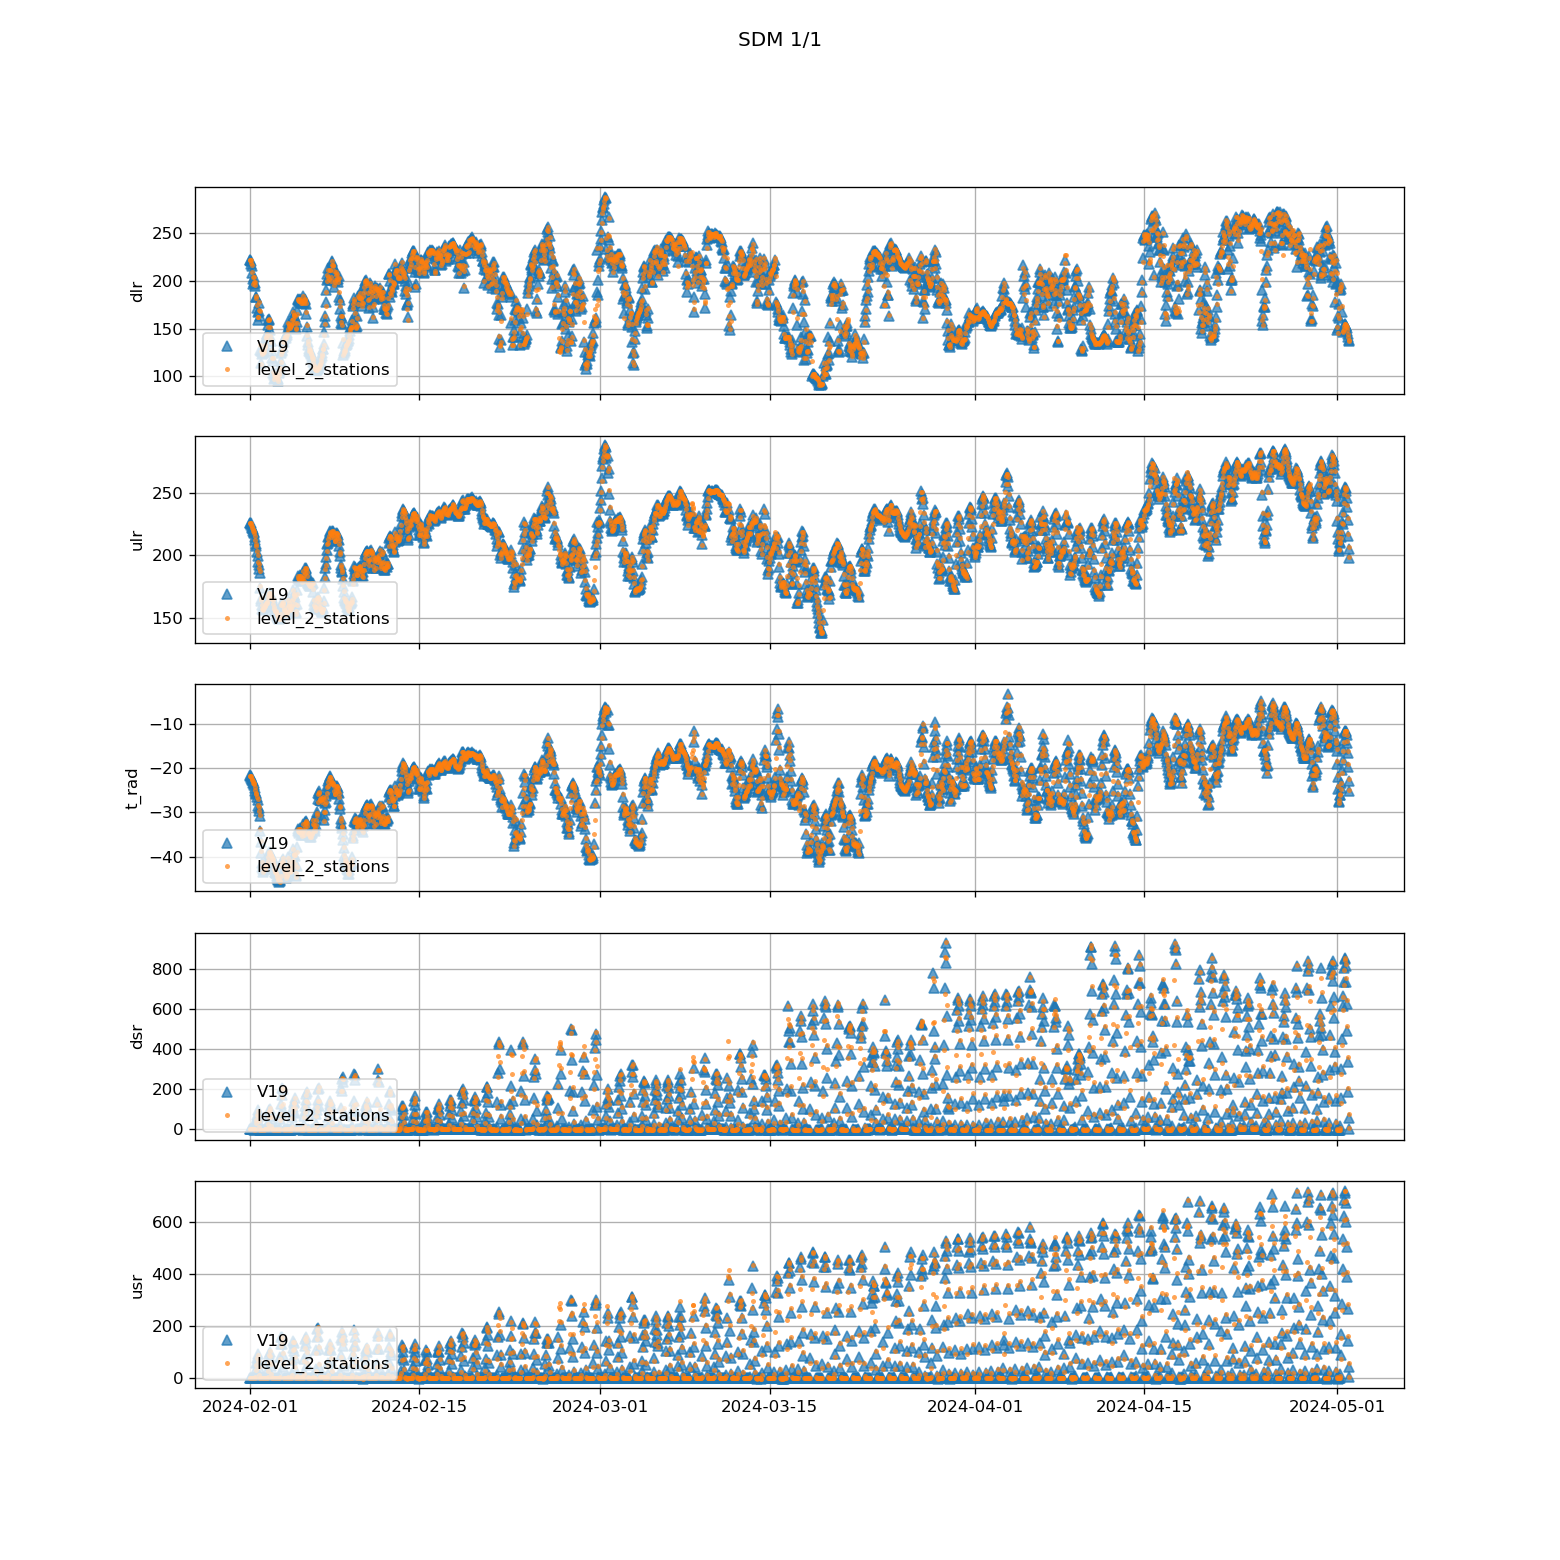 SDM 1/1
250
200
150
100
dlr
V19
level_2_stations
250
200
150
ulr
V19
level_2_stations
−10
−20
−30
−40
t_rad
V19
level_2_stations
800
600
400
200
0
dsr
V19
level_2_stations
600
400
200
0
usr
V19
level_2_stations
2024-02-01 2024-02-15 2024-03-01 2024-03-15 2024-04-01 2024-04-15 2024-05-01